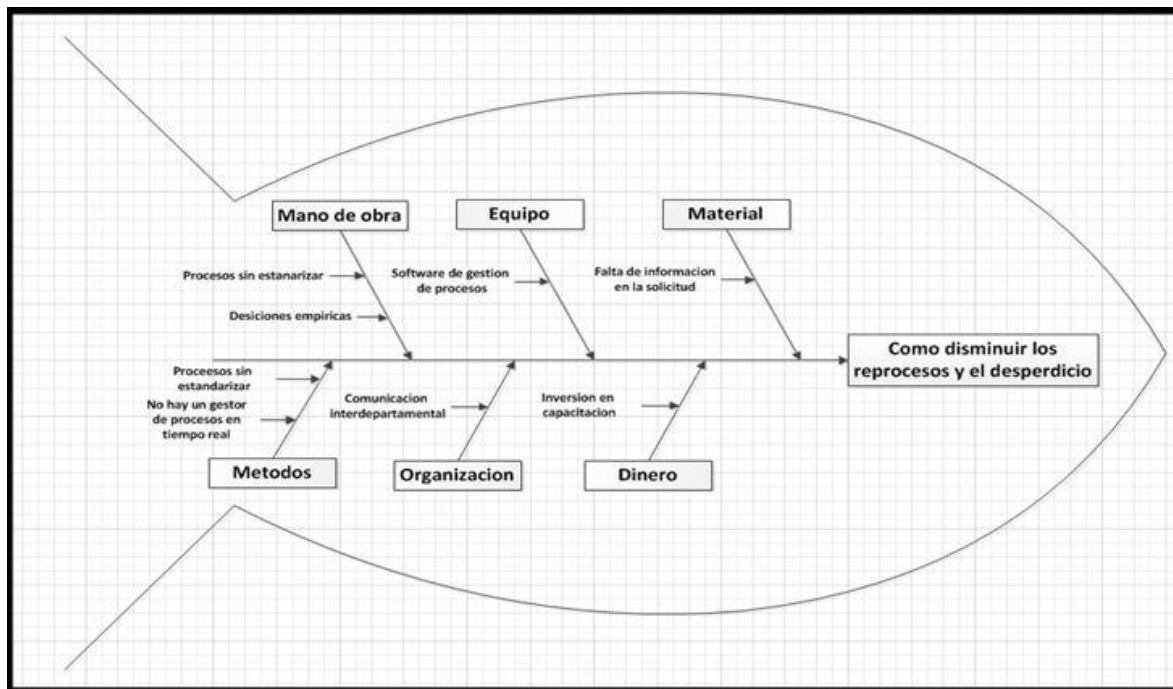 Mano de obra
Equipo
Material
Procesos sin estanarizar
Desiciones empiricas
Software de gestion
de procesos
Falta de informacion
en la solicitud
Como disminuir los
reprocesos y el desperdicio
Proceesos sin
estandarizar
No hay un gestor
de procesos en
tiempo real
Comunicacion
interdepartamental
Inversion en
capacitacion
Metodos
Organizacion
Dinero